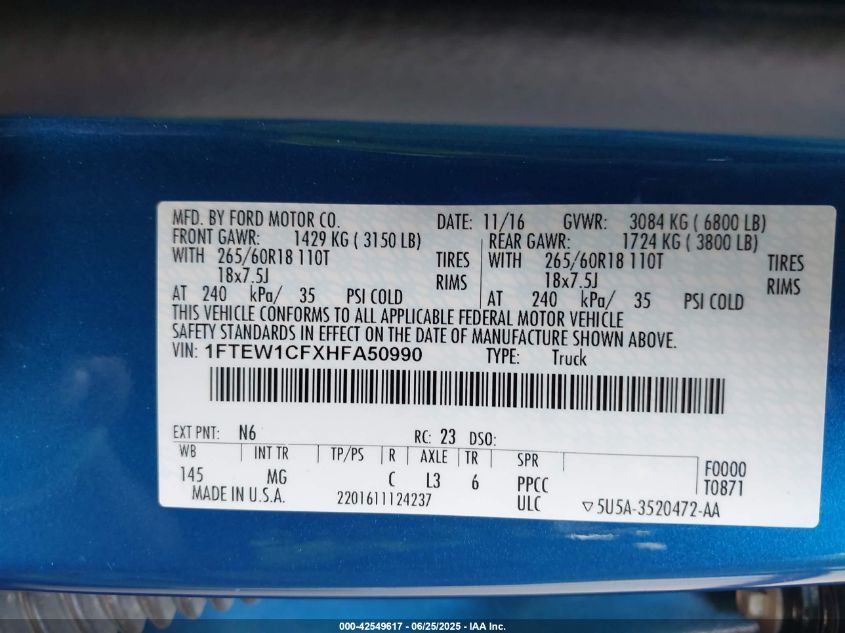 MFD. BY FORD MOTOR CO. DATE: 11/16 GVWR: 3084 KG ( 6800 LB)
FRONT GAWR: 1429 KG ( 3150 LB) REAR GAWR: 1724 KG ( 3800 LB)
WITH 265/60R18 110T TIRES WITH 265/60R18 110T TIRES
18x7.5J RIMS 18x7.5J RIMS
AT 240 kPa/ 35 PSI COLD AT 240 kPa/ 35 PSI COLD
THIS VEHICLE CONFORMS TO ALL APPLICABLE FEDERAL MOTOR VEHICLE
SAFETY STANDARDS IN EFFECT ON THE DATE OF MANUFACTURE SHOWN ABOVE.
VIN: 1FTEW1CFXHFA50990 TYPE: Truck
EXT PNT: N6 RC: 23 DSO:
WB INT TR TP/PS R AXLE TR SPR F0000
145 MG C L3 6 PPCC T0871
MADE IN U.S.A. 2201611124237 ULC ▽5U5A-3520472-AA
000-42549617 - 06/25/2025 - IAA Inc.